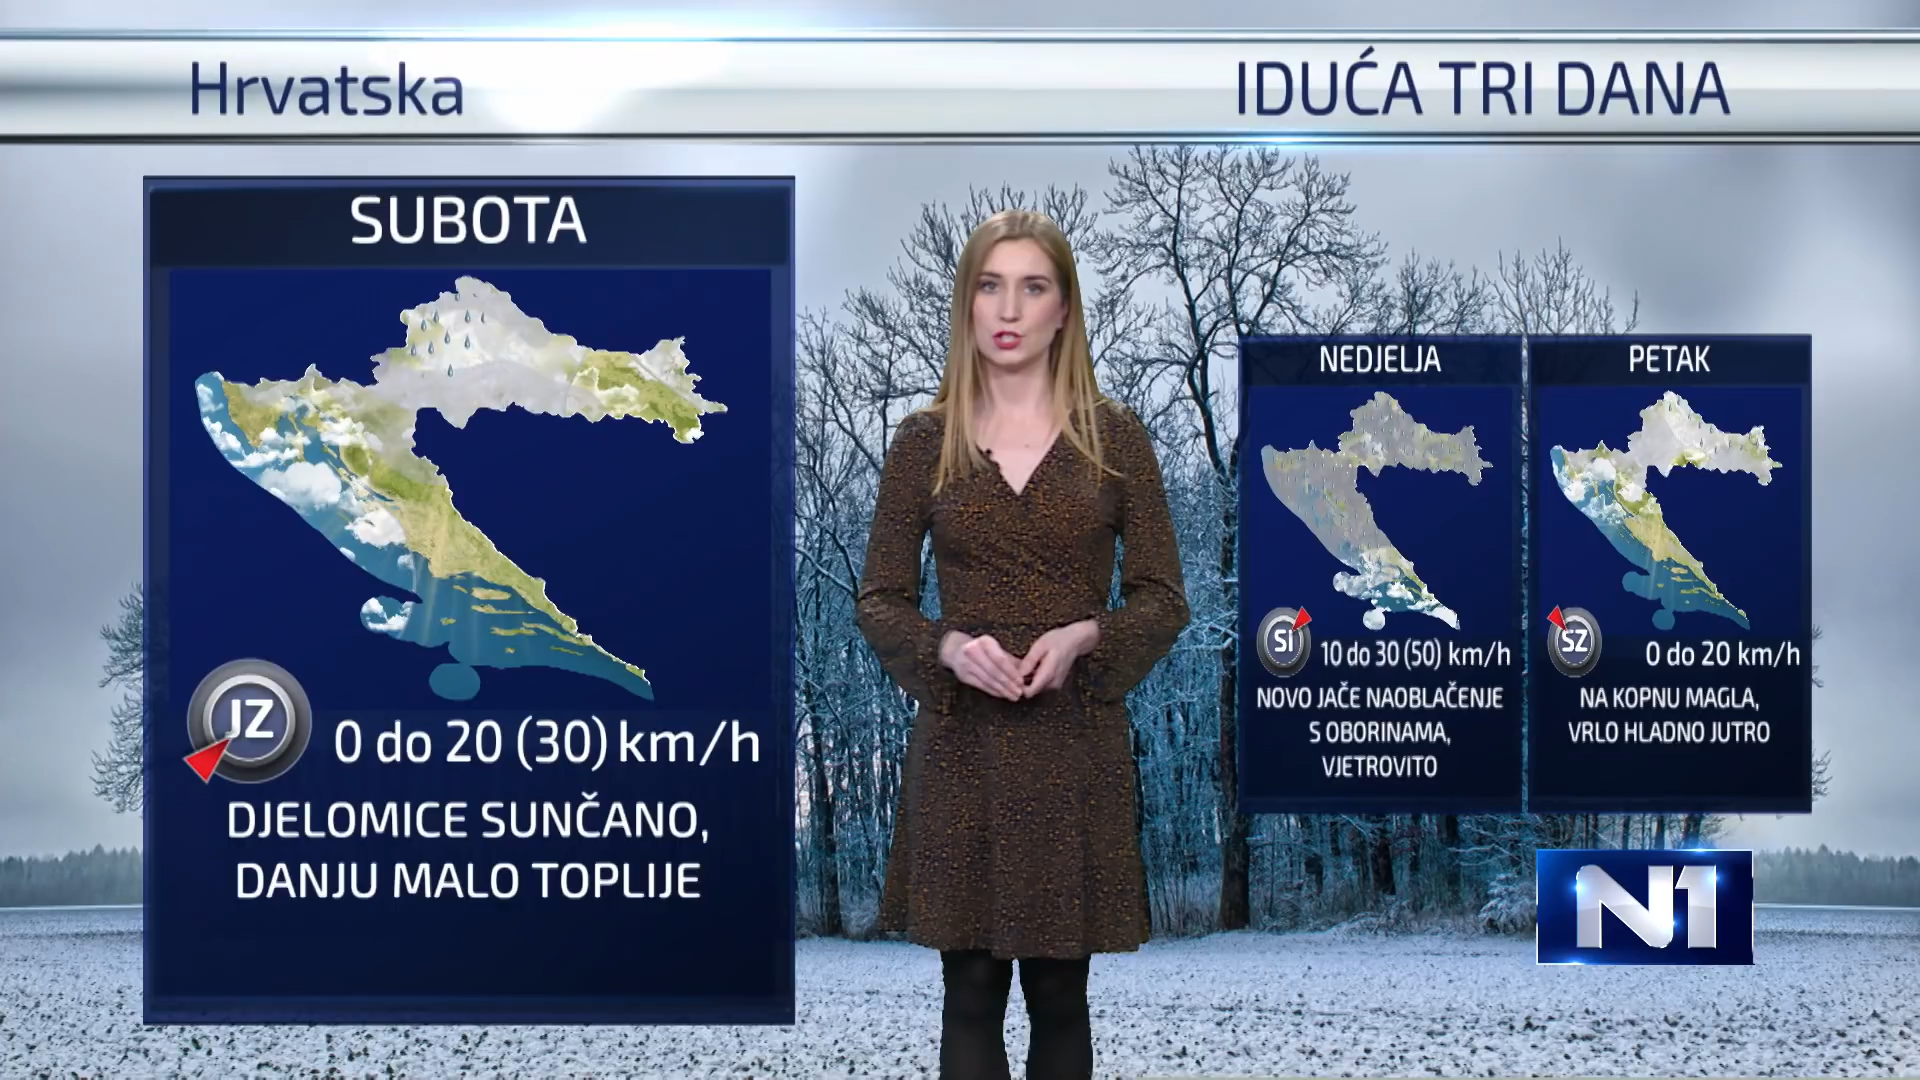 Hrvatska
IDUĆA TRI DANA
SUBOTA
JZ
0 do 20 (30) km/h
DJELOMICE SUNČANO,
DANJU MALO TOPLIJE
NEDJELJA
SI
10 do 30 (50) km/h
NOVO JAČE NAOBLAČENJE
S OBORINAMA,
VJETROVITO
PETAK
SZ
0 do 20 km/h
NA KOPNU MAGLA,
VRLO HLADNO JUTRO
N1